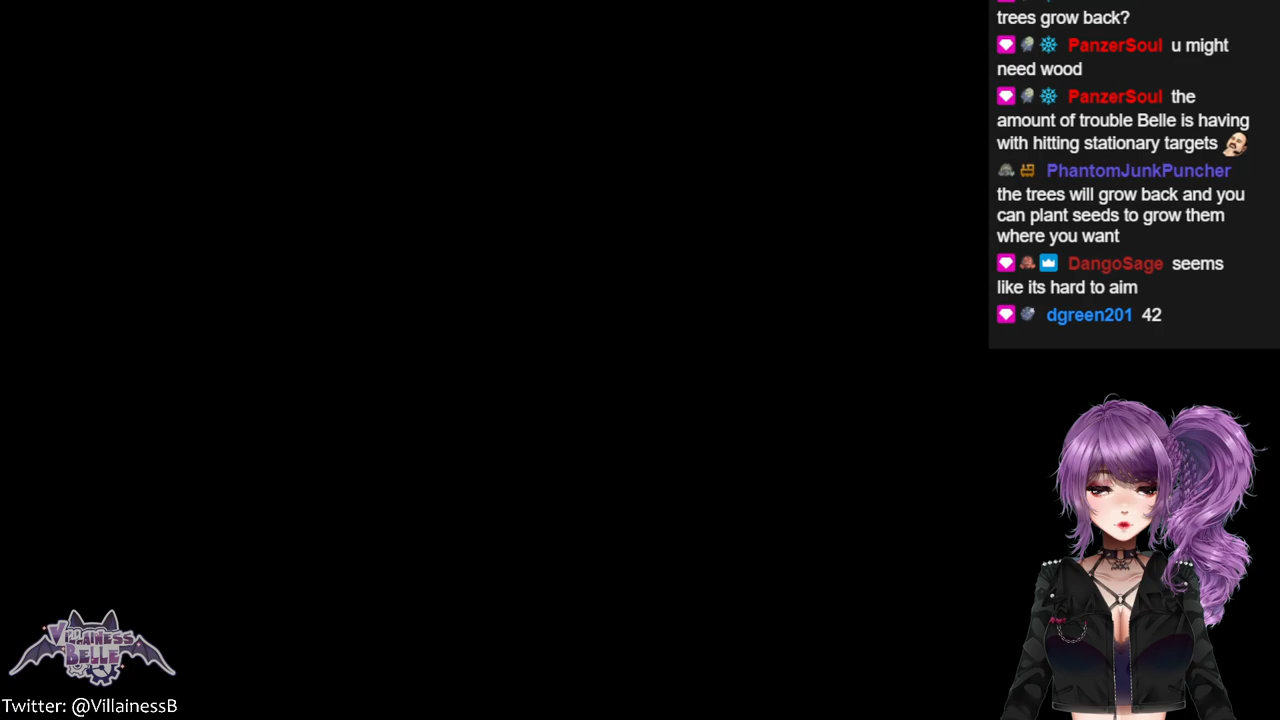 trees grow back?
PanzerSoul u might
need wood
PanzerSoul the
amount of trouble Belle is having
with hitting stationary targets
PhantomJunkPuncher
the trees will grow back and you
can plant seeds to grow them
where you want
DangoSage seems
like its hard to aim
dgreen201 42
VILLAINESS
BELLE
Twitter: @VillainessB